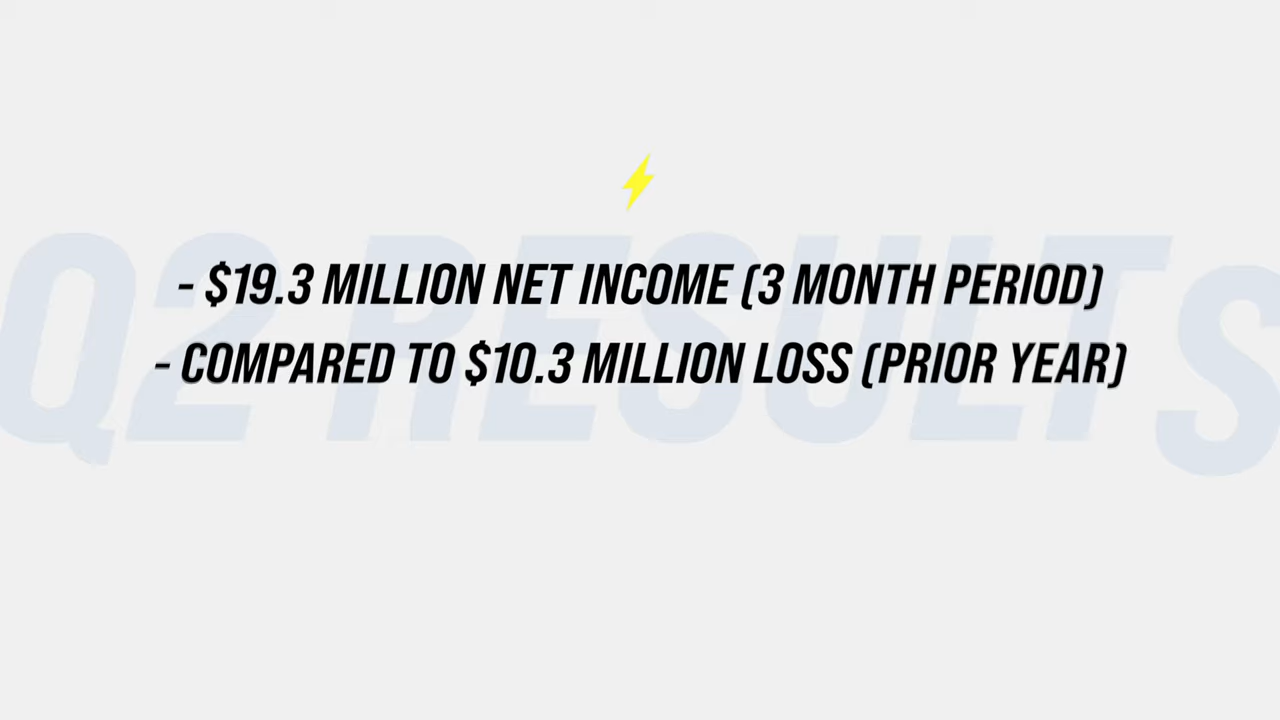 Q2 RESULTS
- $19.3 MILLION NET INCOME (3 MONTH PERIOD)
- COMPARED TO $10.3 MILLION LOSS (PRIOR YEAR)